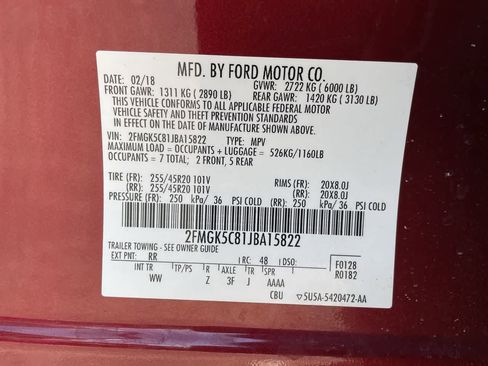 MFD. BY FORD MOTOR CO.
DATE: 02/18 GVWR: 2722 KG ( 6000 LB)
FRONT GAWR: 1311 KG ( 2890 LB) REAR GAWR: 1420 KG ( 3130 LB)
THIS VEHICLE CONFORMS TO ALL APPLICABLE FEDERAL MOTOR
VEHICLE SAFETY AND THEFT PREVENTION STANDARDS IN
EFFECT ON THE DATE OF MANUFACTURE SHOWN ABOVE.
VIN: 2FMGK5C81JBA15822 TYPE: MPV
MAXIMUM LOAD = OCCUPANTS + LUGGAGE = 526KG/1160LB
OCCUPANTS = 7 TOTAL; 2 FRONT, 5 REAR
TIRE (FR): 255/45R20 101V RIMS (FR): 20X8.0J
(RR): 255/45R20 101V (RR): 20X8.0J
PRESSURE (FR) 250 kPa/ 36 PSI COLD (RR) 250 kPa/ 36 PSI COLD
2FMGK5C81JBA15822
TRAILER TOWING - SEE OWNER GUIDE
EXT PNT: RR RC: 48 DSO: F0128
R0182
INT TR TP/PS R AXLE TR SPR
WW Z 3F J AAAA
CBU 5U5A-5420472-AA